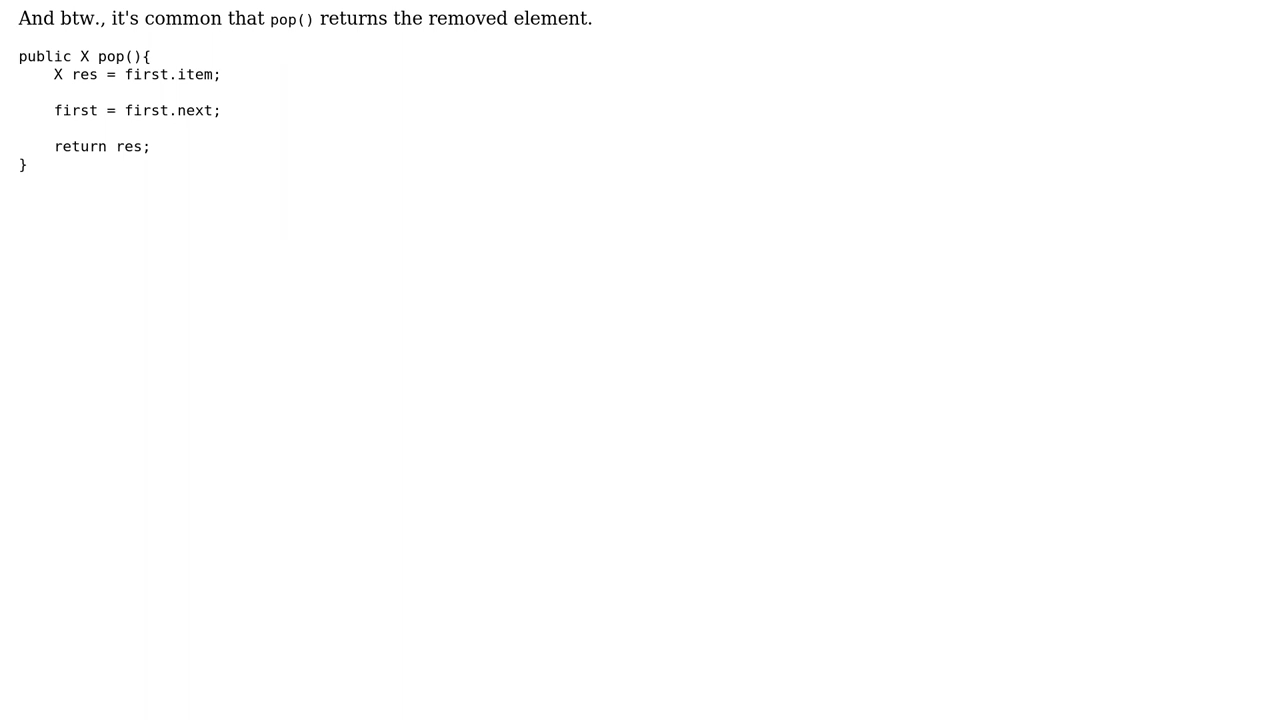 And btw., it's common that pop() returns the removed element.
public X pop(){
    X res = first.item;
    first = first.next;
    return res;
}